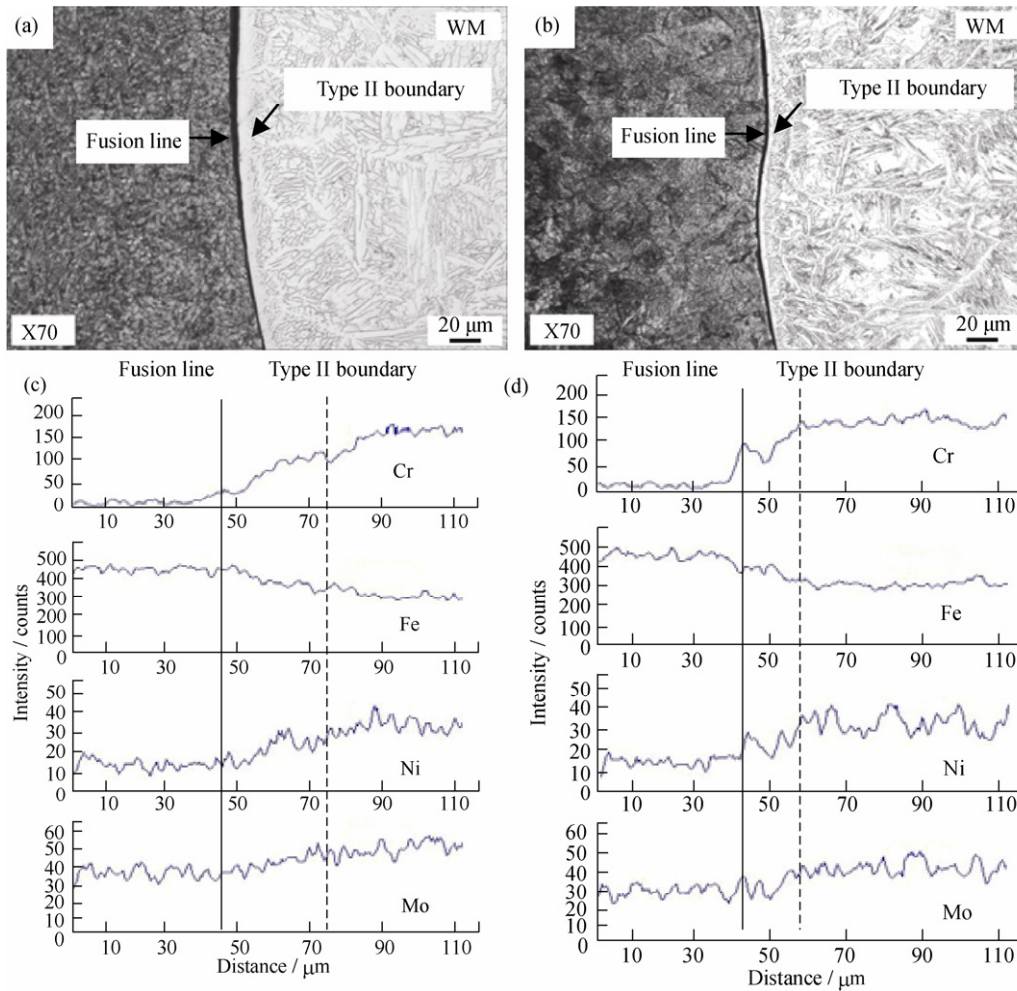 (a)
WM
Type II boundary
Fusion line
X70
20 μm
(b)
WM
Type II boundary
Fusion line
X70
20 μm
(c)
Fusion line
Type II boundary
200
150
100
50
0
Cr
10 30 50 70 90 110
500
400
300
200
100
0
Fe
10 30 50 70 90 110
50
40
30
20
10
0
Ni
10 30 50 70 90 110
60
50
40
30
20
10
0
Mo
10 30 50 70 90 110
Intensity / counts
Distance / μm
(d)
Fusion line
Type II boundary
200
150
100
50
0
Cr
10 30 50 70 90 110
500
400
300
200
100
0
Fe
10 30 50 70 90 110
50
40
30
20
10
0
Ni
10 30 50 70 90 110
60
50
40
30
20
10
0
Mo
10 30 50 70 90 110
Intensity / counts
Distance / μm